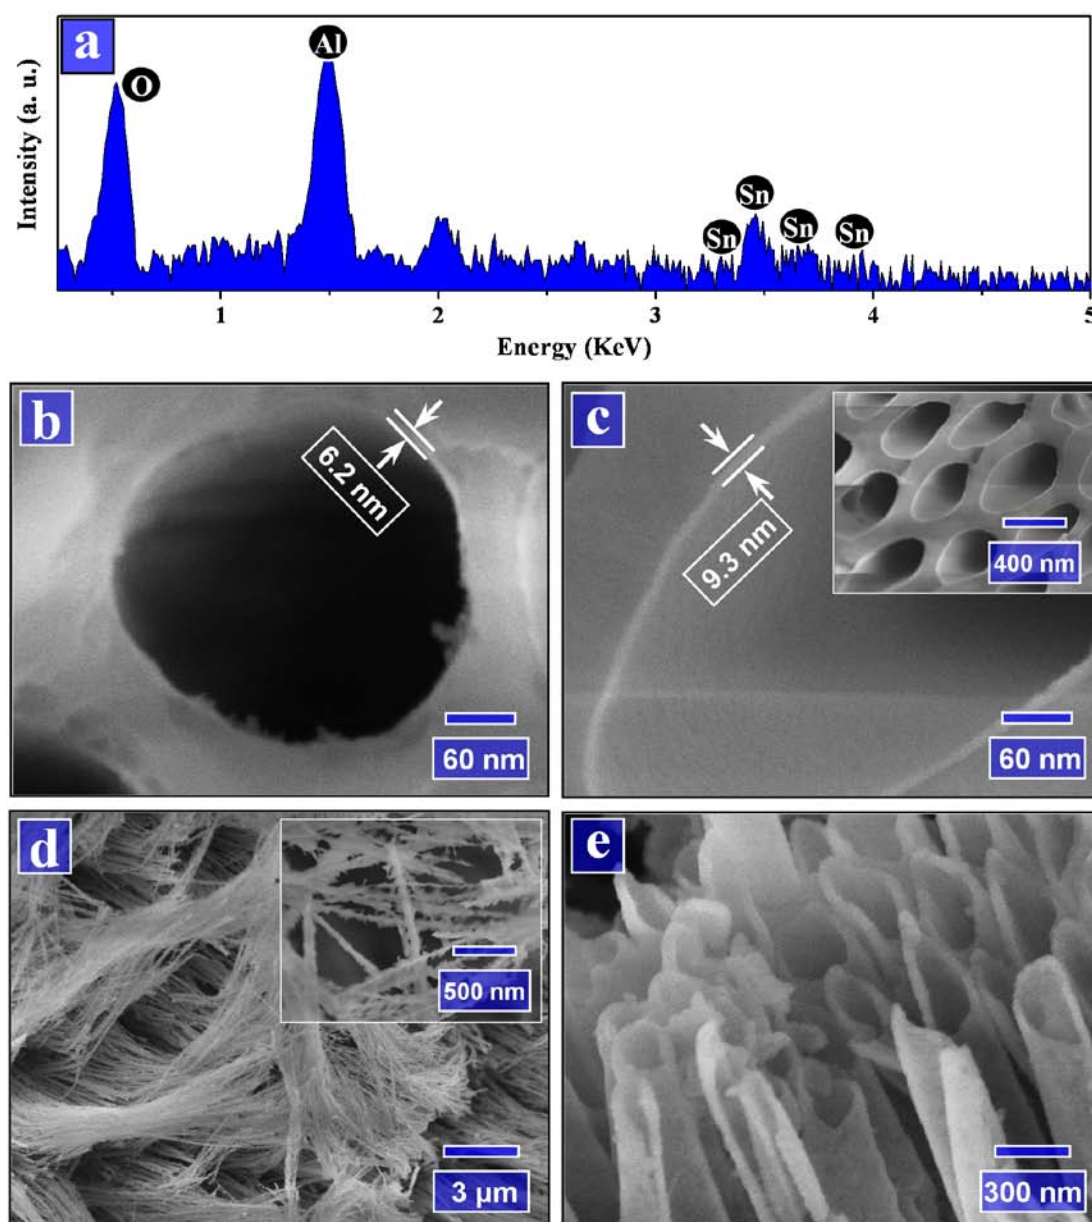 a
O
Al
Sn
Sn
Sn
Sn
Intensity (a. u.)
1
2
3
4
5
Energy (KeV)
b
6.2 nm
60 nm
c
9.3 nm
400 nm
60 nm
d
500 nm
3 µm
e
300 nm